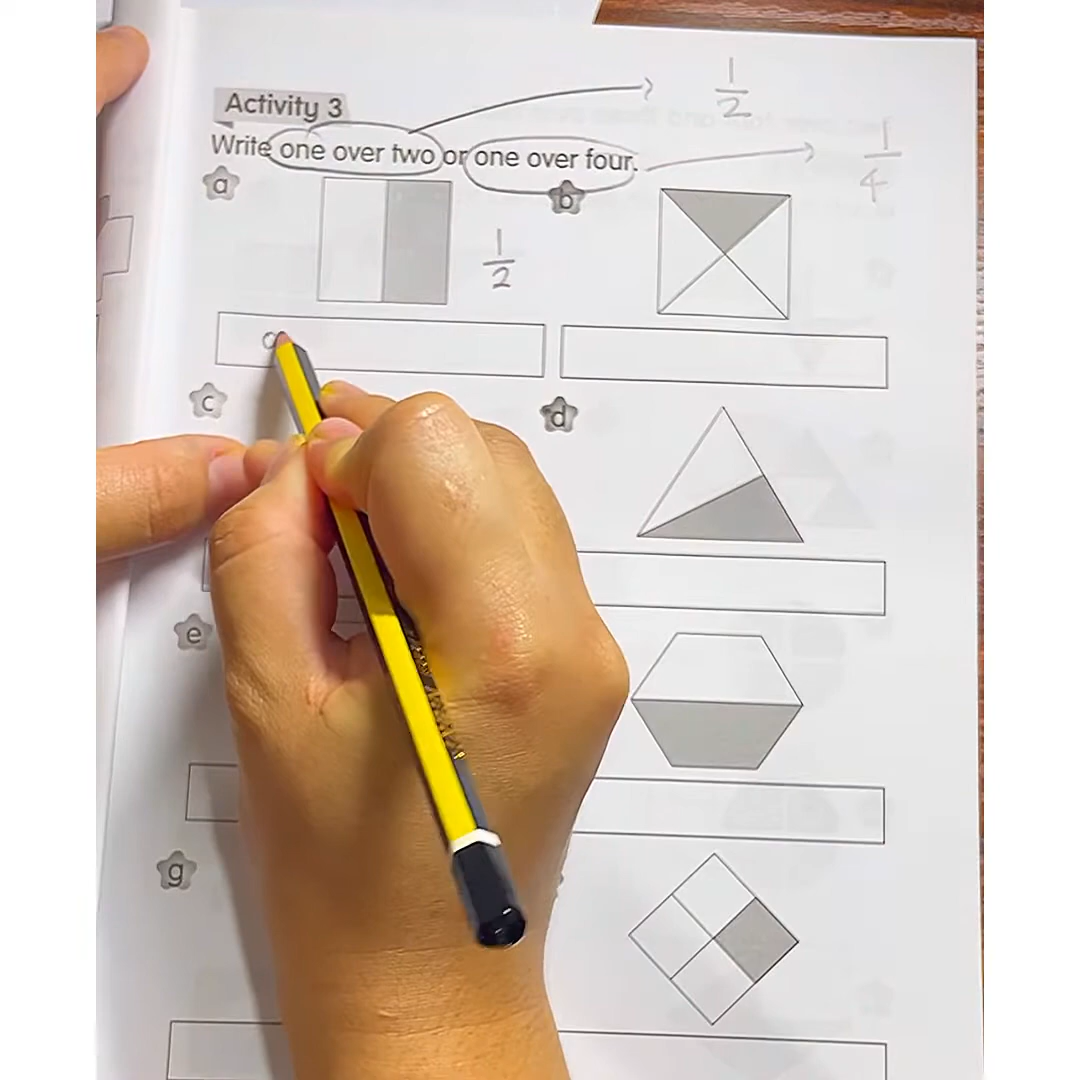 Activity 3
1
2
Write one over two or one over four.
1
4
a
b
1
2
o
c
d
e
g